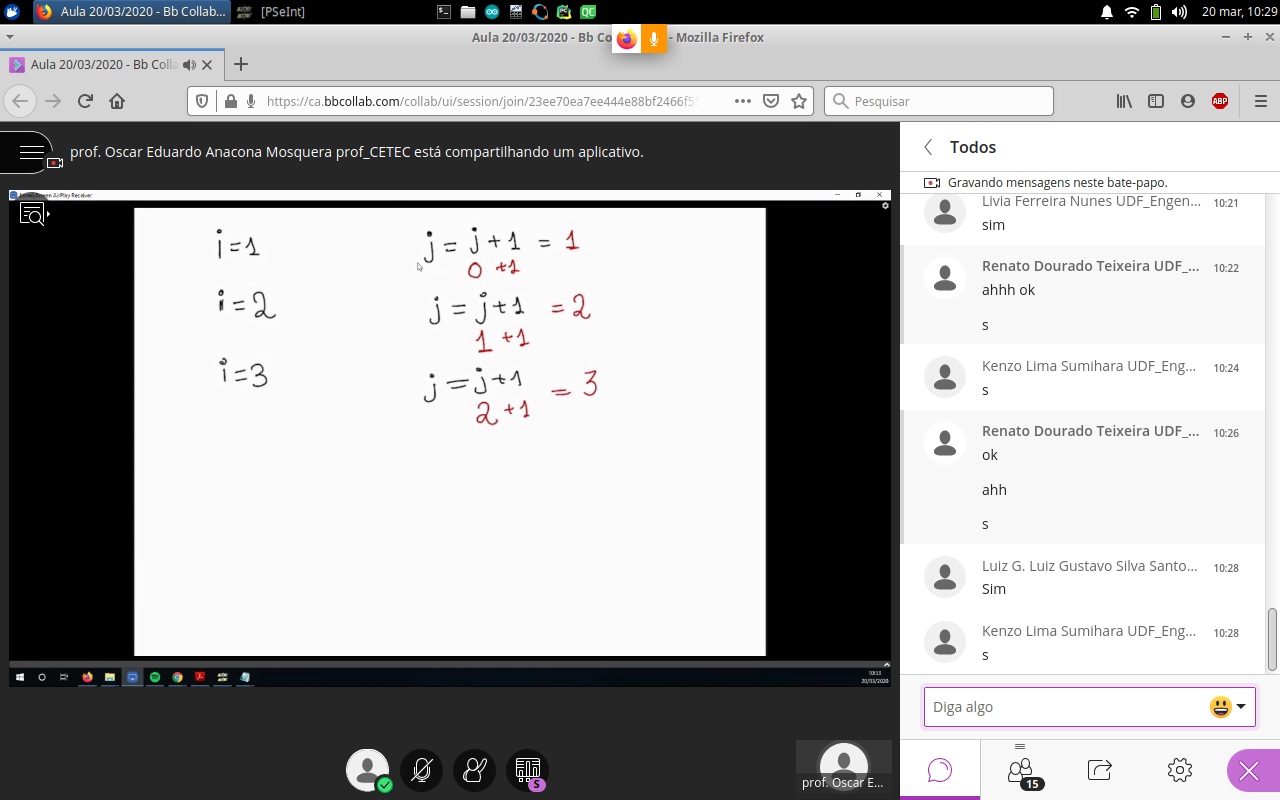 Aula 20/03/2020 - Bb Collab...
[PSeInt]
20 mar, 10:29
Aula 20/03/2020 - Bb Co
- Mozilla Firefox
Aula 20/03/2020 - Bb Colla
https://ca.bbcollab.com/collab/ui/session/join/23ee70ea7ee444e88bf2466f5
Pesquisar
ABP
prof. Oscar Eduardo Anacona Mosquera prof_CETEC está compartilhando um aplicativo.
AirPlay Receiver
i=1
j = j+1 = 1
0 +1
i=2
j = j+1 = 2
1 +1
i=3
j = j+1 = 3
2 +1
20/03/2020
S
prof. Oscar E...
Todos
Gravando mensagens neste bate-papo.
Livia Ferreira Nunes UDF_Engen...
10:21
sim
Renato Dourado Teixeira UDF_...
10:22
ahhh ok
s
Kenzo Lima Sumihara UDF_Eng...
10:24
s
Renato Dourado Teixeira UDF_...
10:26
ok
ahh
s
Luiz G. Luiz Gustavo Silva Santo...
10:28
Sim
Kenzo Lima Sumihara UDF_Eng...
10:28
s
Diga algo
15